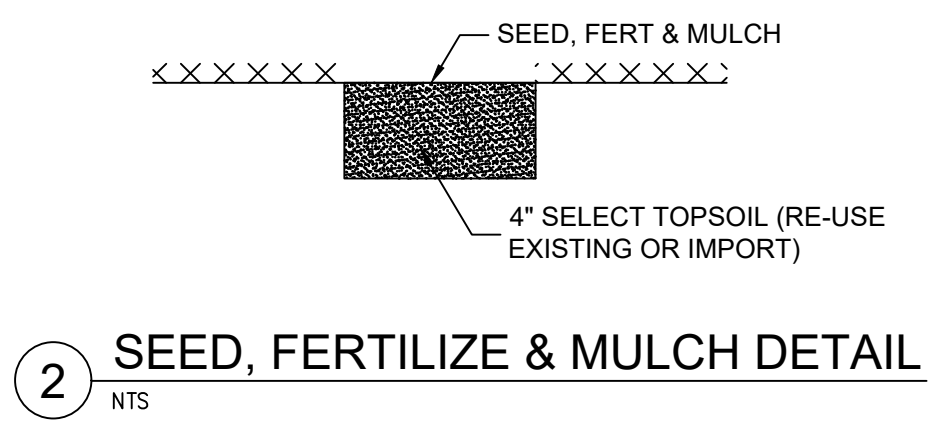 SEED, FERT & MULCH
4" SELECT TOPSOIL (RE-USE
EXISTING OR IMPORT)
2
SEED, FERTILIZE & MULCH DETAIL
NTS